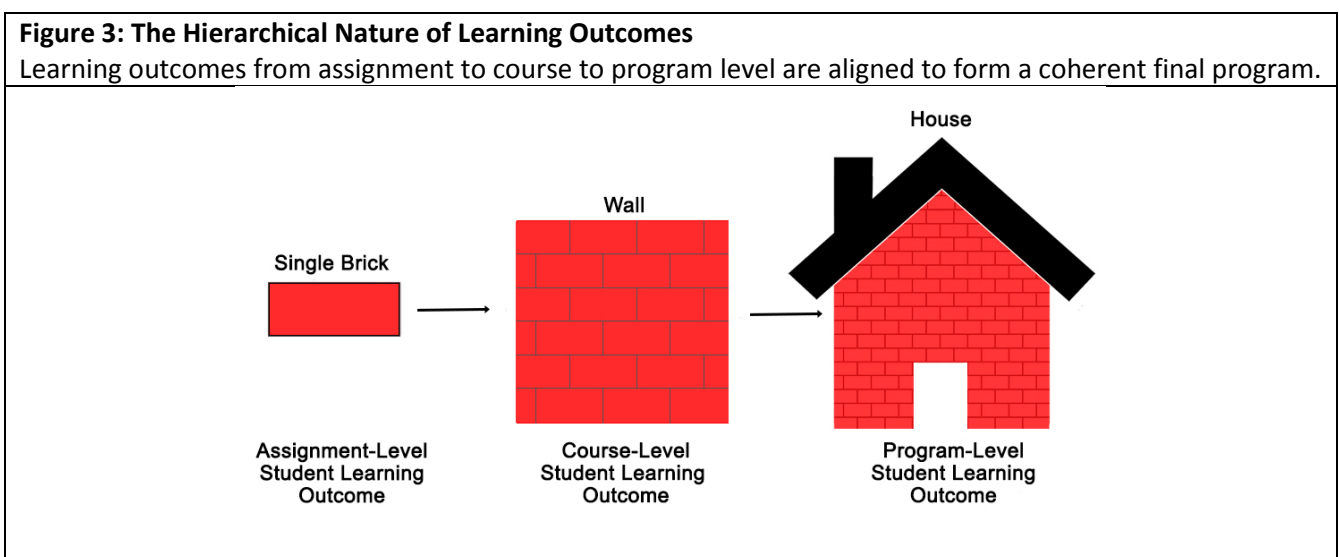 Figure 3: The Hierarchical Nature of Learning Outcomes
Learning outcomes from assignment to course to program level are aligned to form a coherent final program.
House
Wall
Single Brick
Assignment-Level
Student Learning
Outcome
Course-Level
Student Learning
Outcome
Program-Level
Student Learning
Outcome